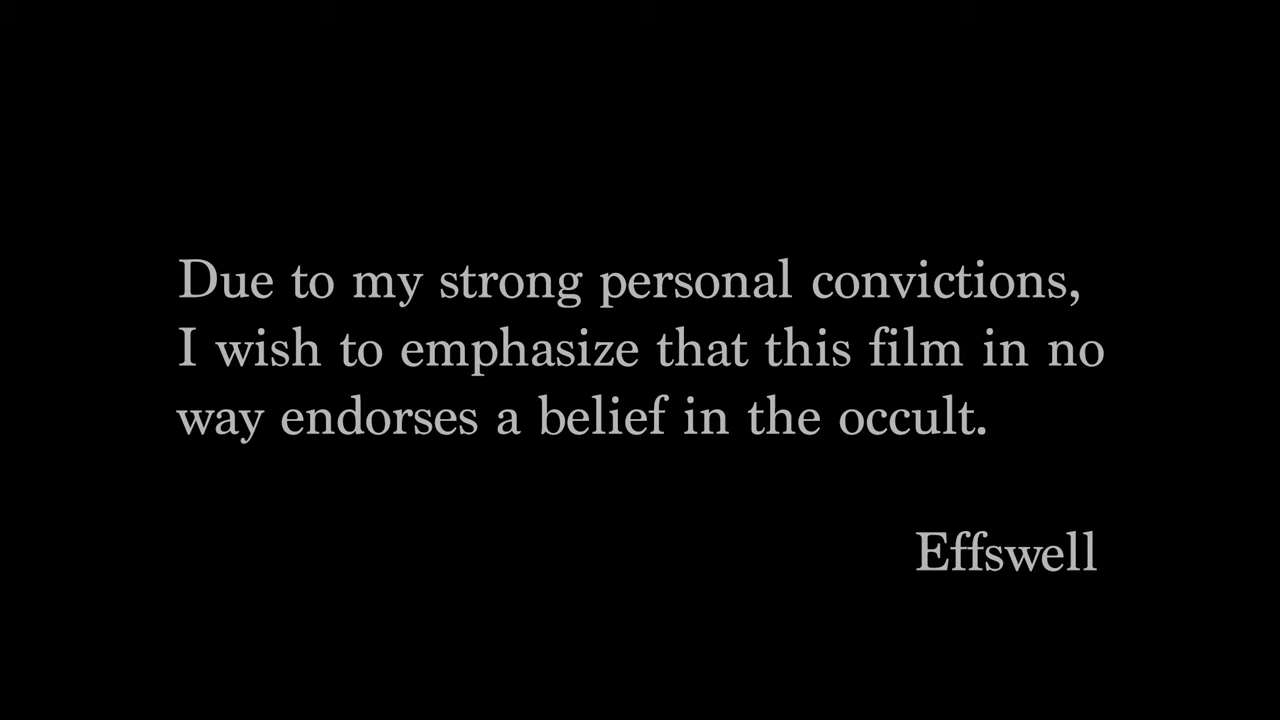 Due to my strong personal convictions,
I wish to emphasize that this film in no
way endorses a belief in the occult.
Effswell